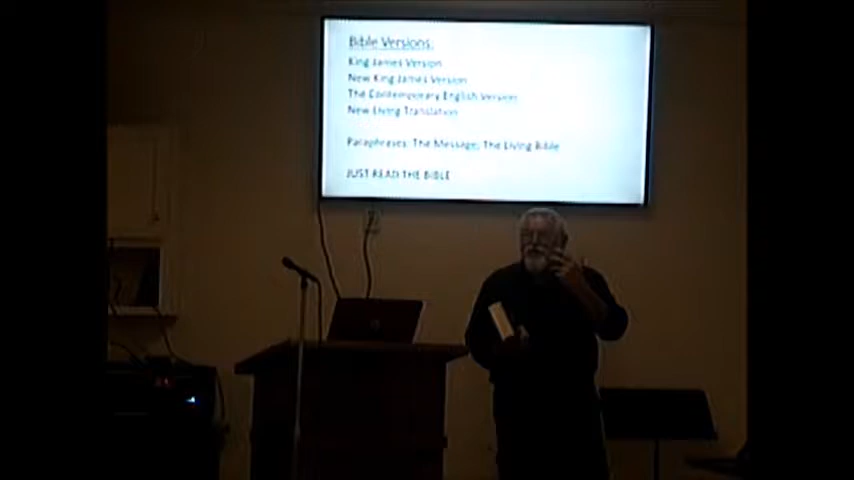 Bible Versions:
King James Version
New King James Version
The Contemporary English Version
New Living Translation
Paraphrases: The Message; The Living Bible
JUST READ THE BIBLE